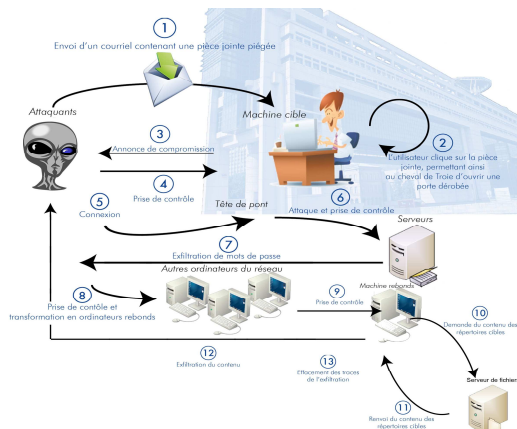 1
Envoi d'un courriel contenant une pièce jointe piégée
Attaquants
Machine cible
3
Annonce de compromission
4
Prise de contrôle
2
L'utilisateur clique sur la pièce
jointe, permettant ainsi
au cheval de Troie d'ouvrir une
porte dérobée
5
Connexion
Tête de pont
6
Attaque et prise de contrôle
Serveurs
7
Exfiltration de mots de passe
Autres ordinateurs du réseau
8
Prise de contôle et
transformation en ordinateurs rebonds
9
Prise de contrôle
Machine rebonds
10
Demande du contenu des
répertoires cibles
12
Exfiltration du contenu
13
Effacement des traces
de l'exfiltration
Serveur de fichier
11
Renvoi du contenu des
répertoires cibles